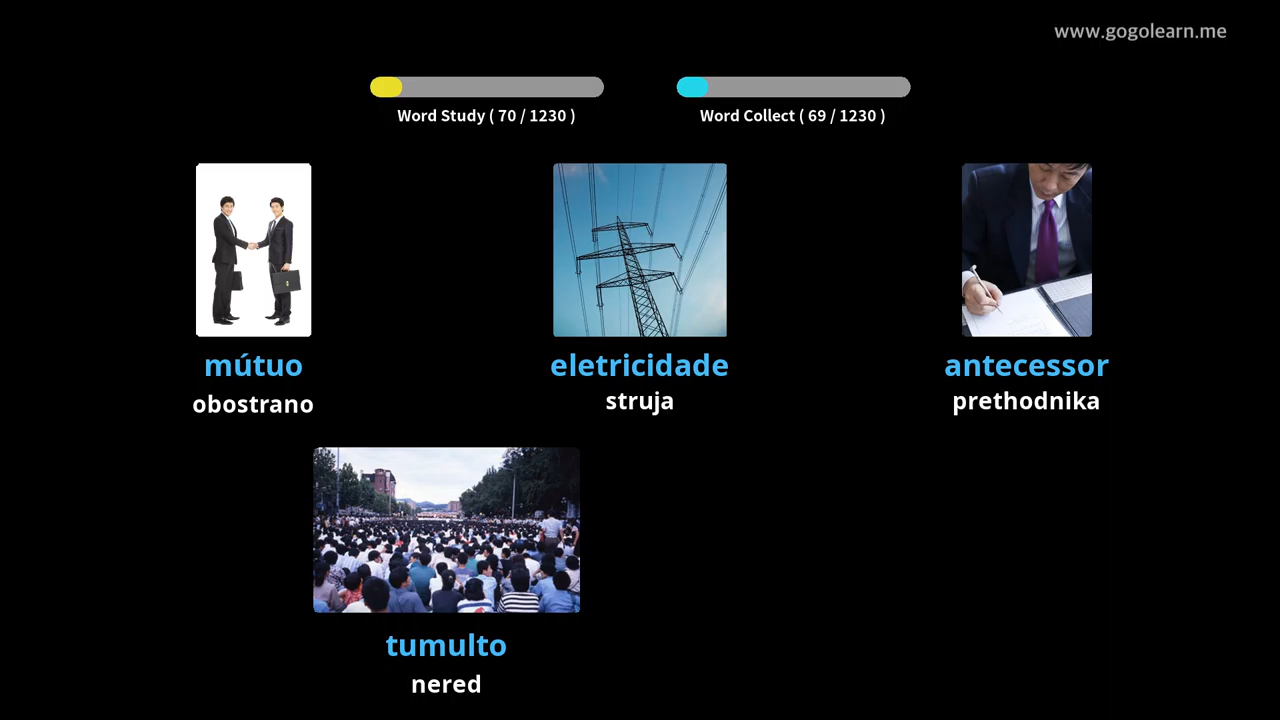 www.gogolearn.me
Word Study ( 70 / 1230 )
Word Collect ( 69 / 1230 )
mútuo
obostrano
eletricidade
struja
antecessor
prethodnika
tumulto
nered